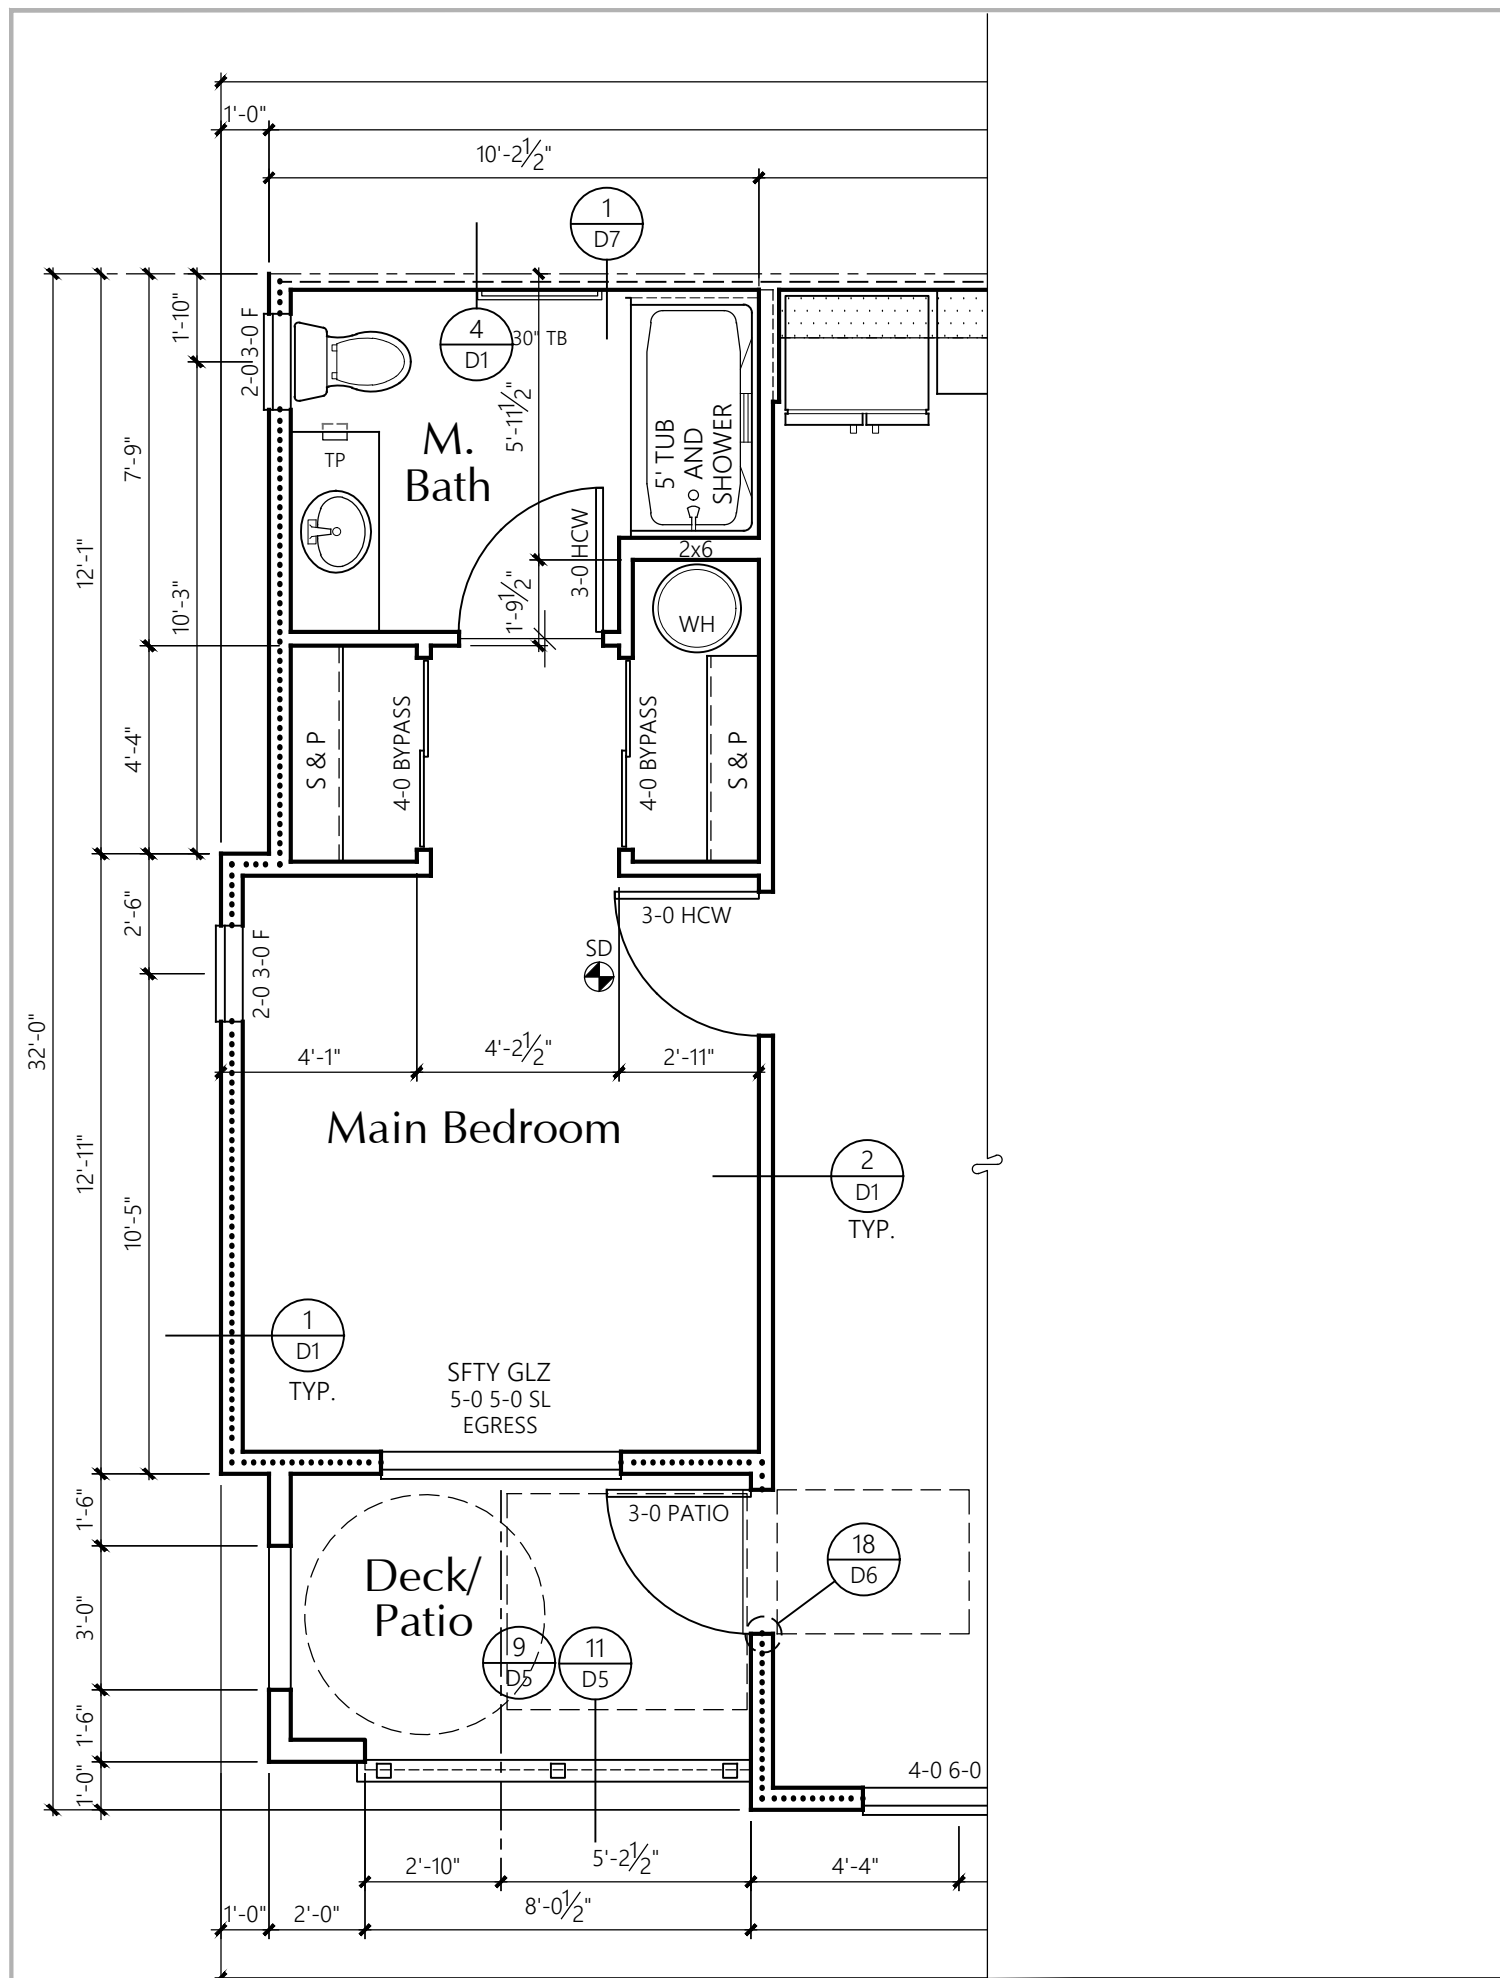 1'-0"
10'-2½"
1
D7
1'-10"
2-0 3-0 F
4
D1
30" TB
7'-9"
M.
Bath
TP
5'-11½"
5' TUB
AND
SHOWER
12'-1"
10'-3"
1'-9½"
3-0 HCW
2x6
WH
4'-4"
S & P
4-0 BYPASS
4-0 BYPASS
S & P
2'-6"
2-0 3-0 F
3-0 HCW
SD
32'-0"
4'-1"
4'-2½"
2'-11"
Main Bedroom
12'-11"
10'-5"
2
D1
TYP.
1
D1
TYP.
SFTY GLZ
5-0 5-0 SL
EGRESS
1'-6"
3-0 PATIO
18
D6
Deck/
Patio
3'-0"
9
D5
11
D5
1'-6"
1'-0"
4-0 6-0
2'-10"
5'-2½"
4'-4"
1'-0"
2'-0"
8'-0½"